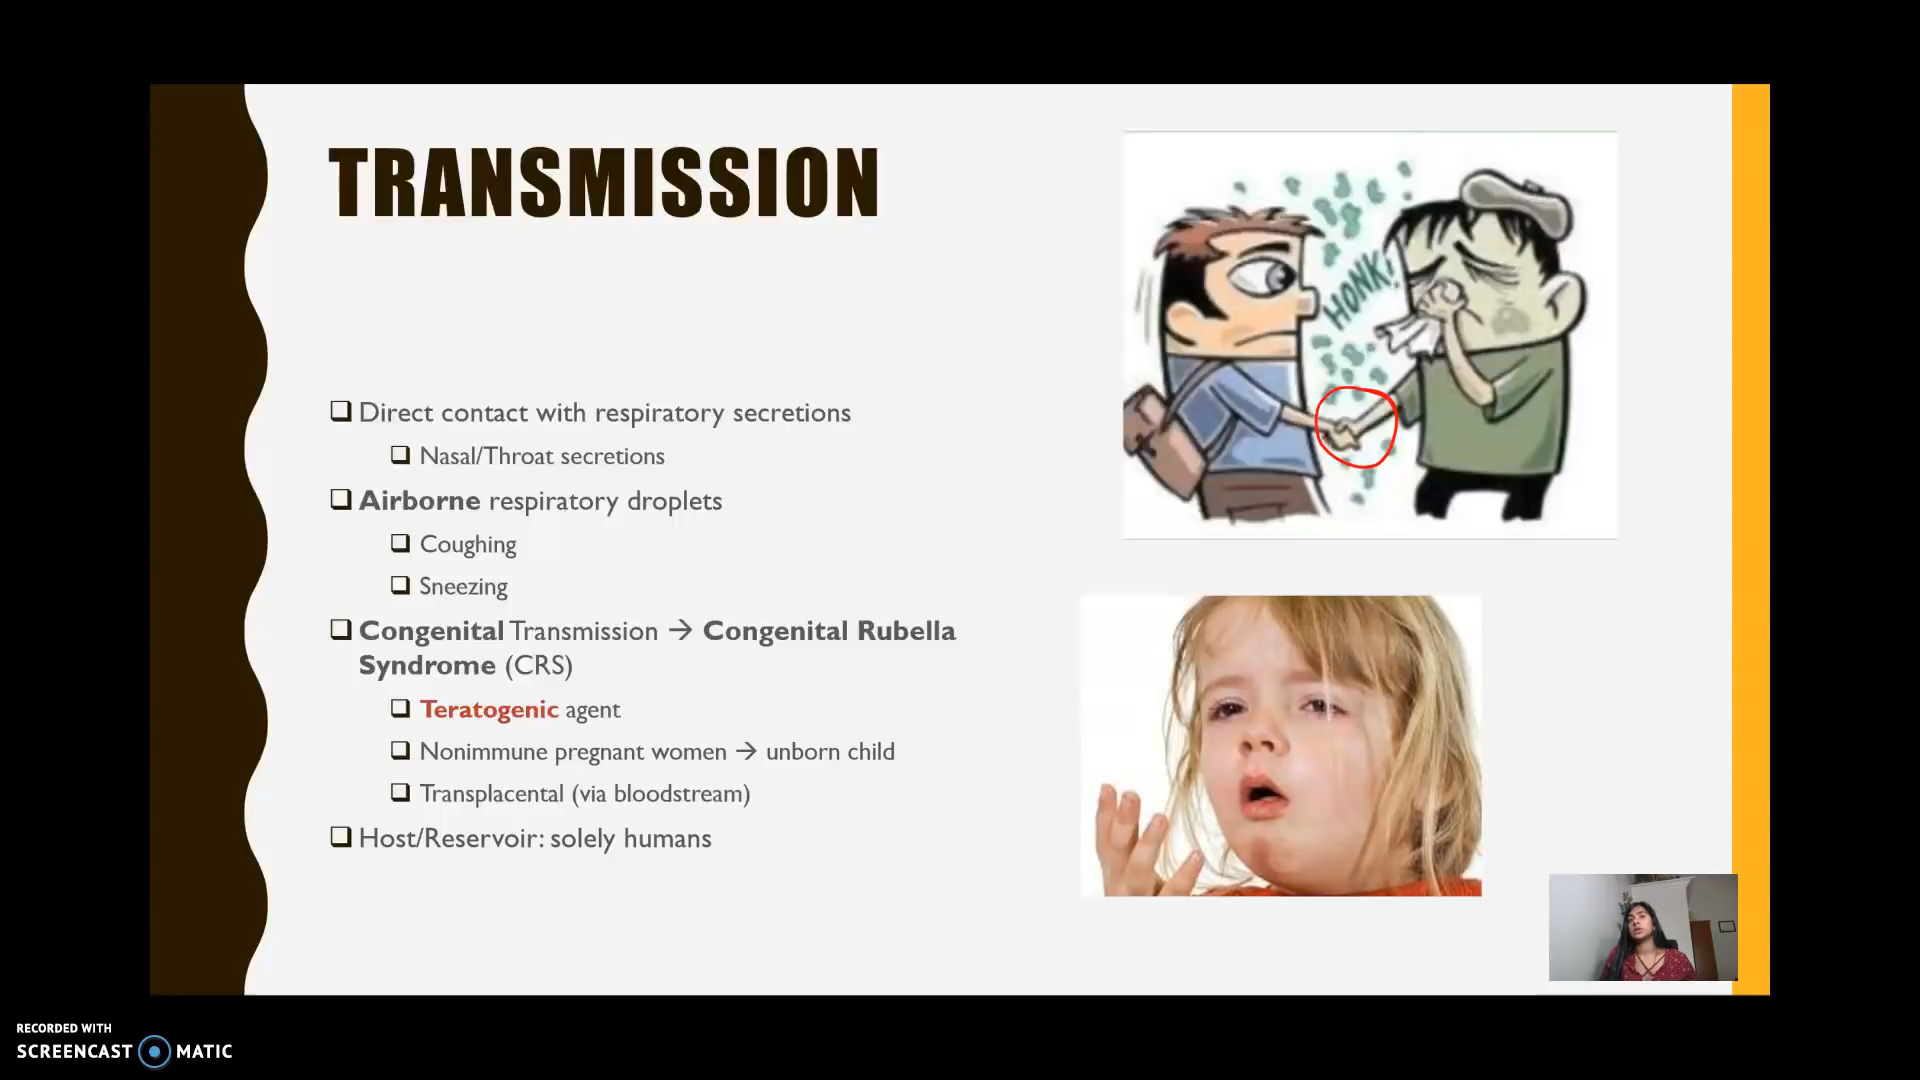 TRANSMISSION
HONK!
Direct contact with respiratory secretions
Nasal/Throat secretions
Airborne respiratory droplets
Coughing
Sneezing
Congenital Transmission → Congenital Rubella
Syndrome (CRS)
Teratogenic agent
Nonimmune pregnant women → unborn child
Transplacental (via bloodstream)
Host/Reservoir: solely humans
RECORDED WITH
SCREENCAST MATIC